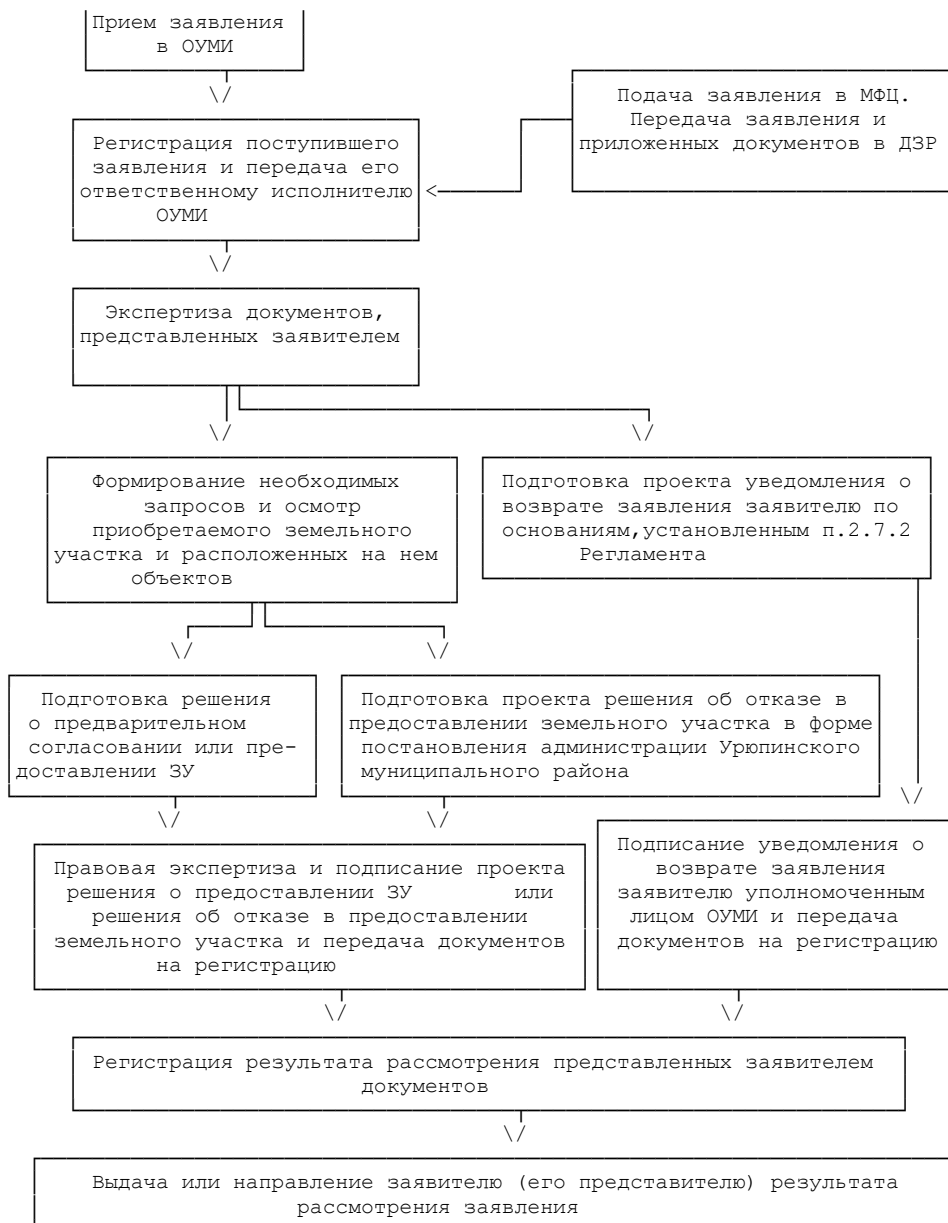 Прием заявления
в ОУМИ
Подача заявления в МФЦ.
Передача заявления и
приложенных документов в ДЗР
Регистрация поступившего
заявления и передача его
ответственному исполнителю
ОУМИ
Экспертиза документов,
представленных заявителем
Формирование необходимых
запросов и осмотр
приобретаемого земельного
участка и расположенных на нем
объектов
Подготовка проекта уведомления о
возврате заявления заявителю по
основаниям,установленным п.2.7.2
Регламента
Подготовка решения
о предварительном
согласовании или пре-
доставлении ЗУ
Подготовка проекта решения об отказе в
предоставлении земельного участка в форме
постановления администрации Урюпинского
муниципального района
Правовая экспертиза и подписание проекта
решения о предоставлении ЗУ или
решения об отказе в предоставлении
земельного участка и передача документов
на регистрацию
Подписание уведомления о
возврате заявления
заявителю уполномоченным
лицом ОУМИ и передача
документов на регистрацию
Регистрация результата рассмотрения представленных заявителем
документов
Выдача или направление заявителю (его представителю) результата
рассмотрения заявления